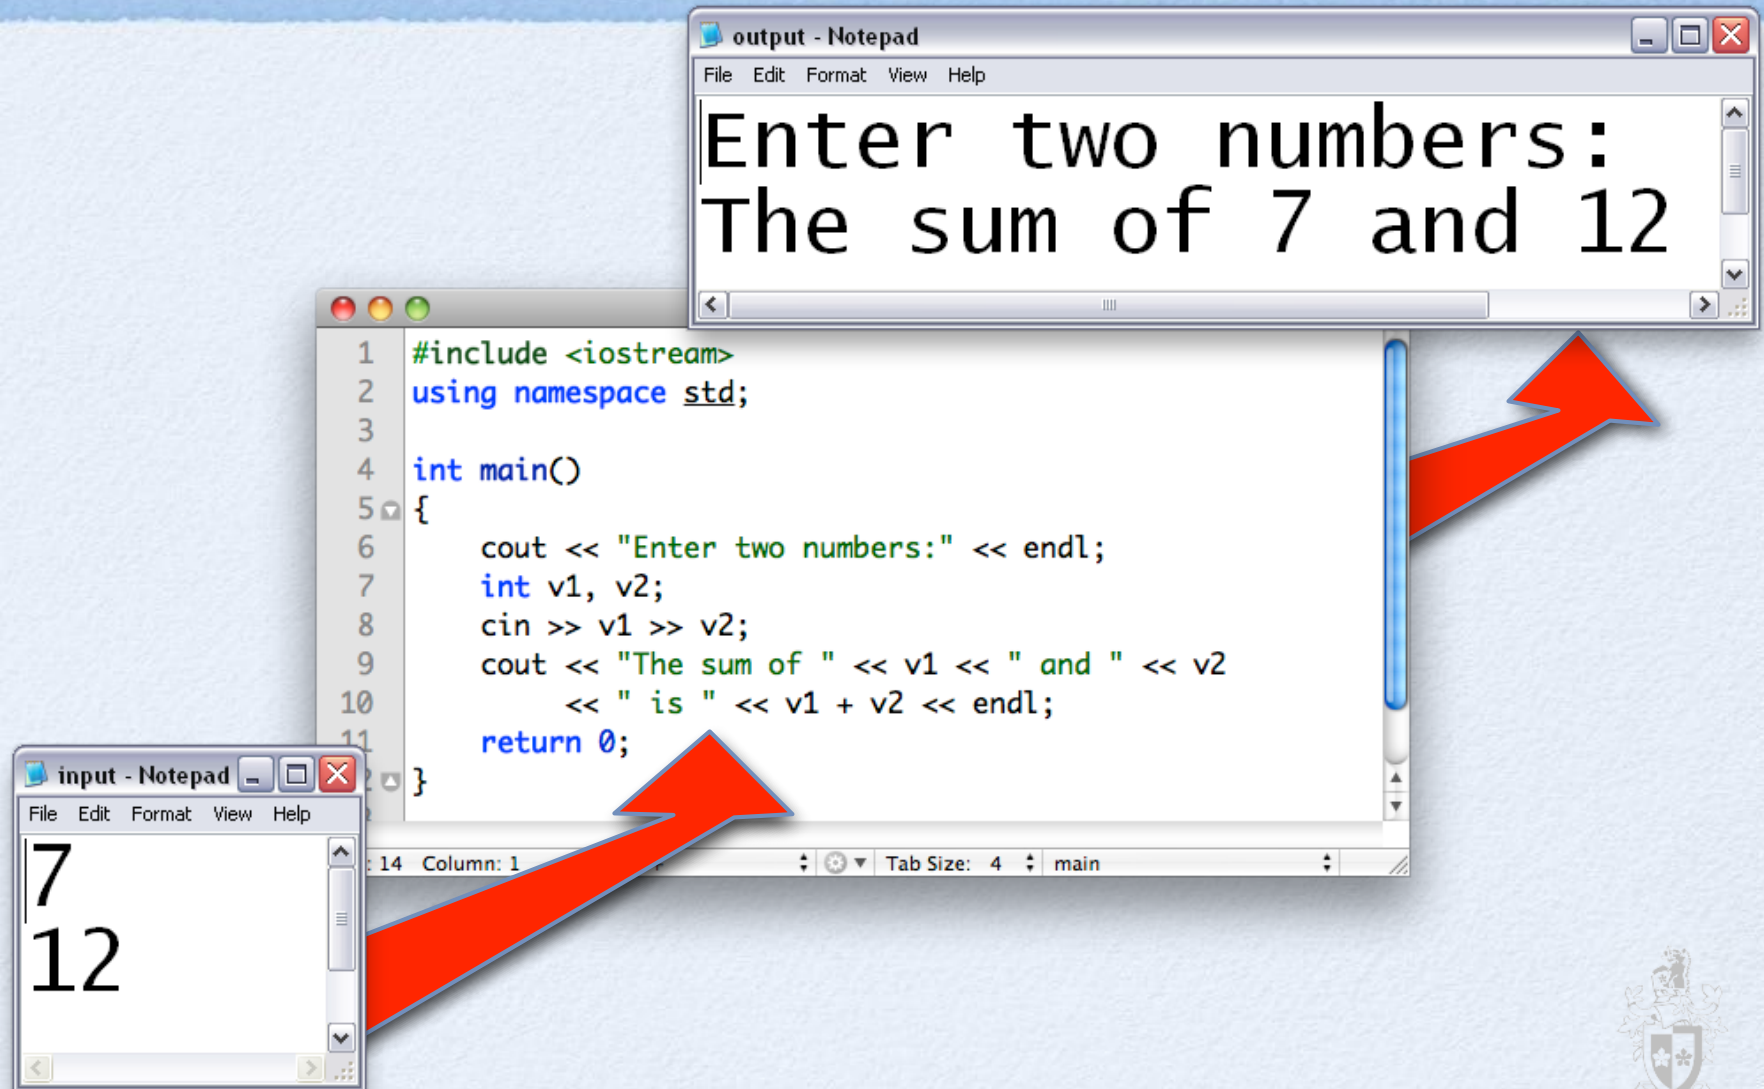 output - Notepad
File Edit Format View Help
Enter two numbers:
The sum of 7 and 12
1 #include <iostream>
2 using namespace std;
3
4 int main()
5 {
6 cout << "Enter two numbers:" << endl;
7 int v1, v2;
8 cin >> v1 >> v2;
9 cout << "The sum of " << v1 << " and " << v2
10 << " is " << v1 + v2 << endl;
11 return 0;
}
: 14 Column: 1
Tab Size: 4 main
input - Notepad
File Edit Format View Help
7
12